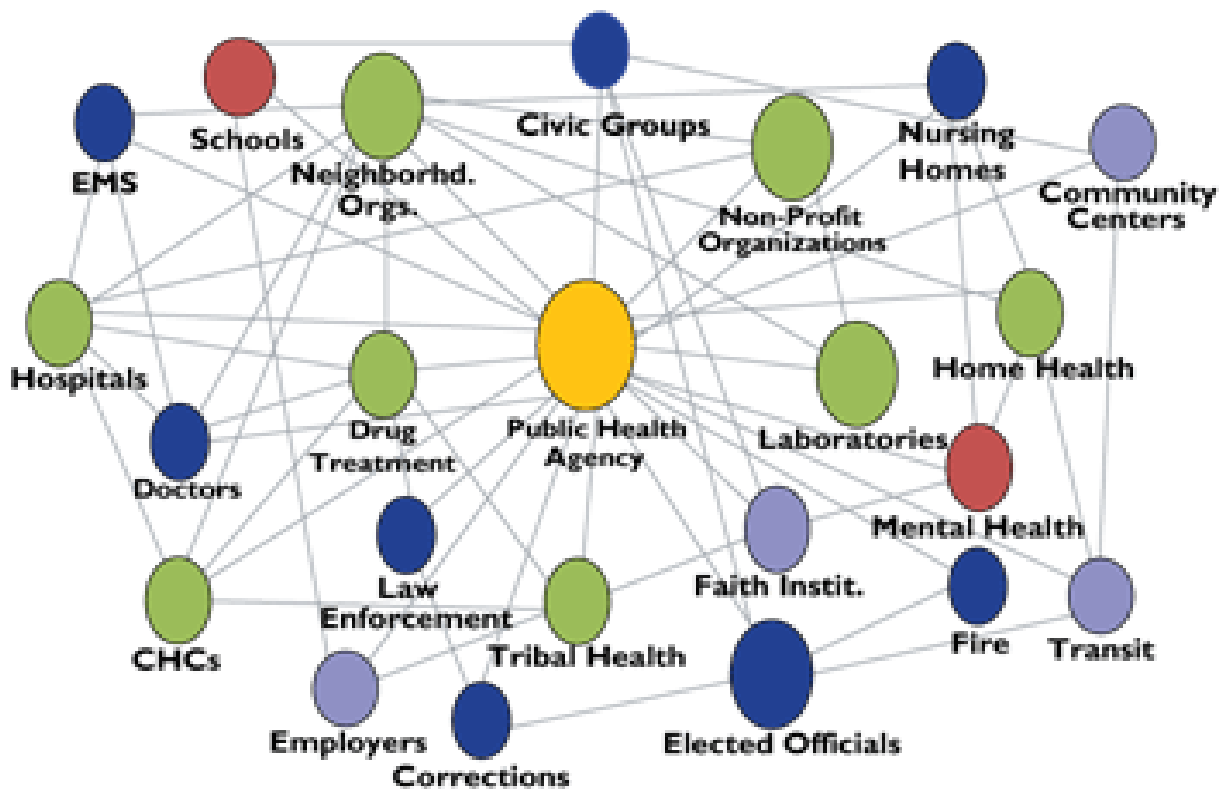 Schools
Civic Groups
EMS
Neighborhd.
Orgs.
Nursing
Homes
Community
Centers
Non-Profit
Organizations
Hospitals
Home Health
Drug
Treatment
Public Health
Agency
Laboratories
Doctors
Mental Health
Law
Enforcement
Faith Instit.
CHCs
Tribal Health
Fire
Transit
Employers
Elected Officials
Corrections